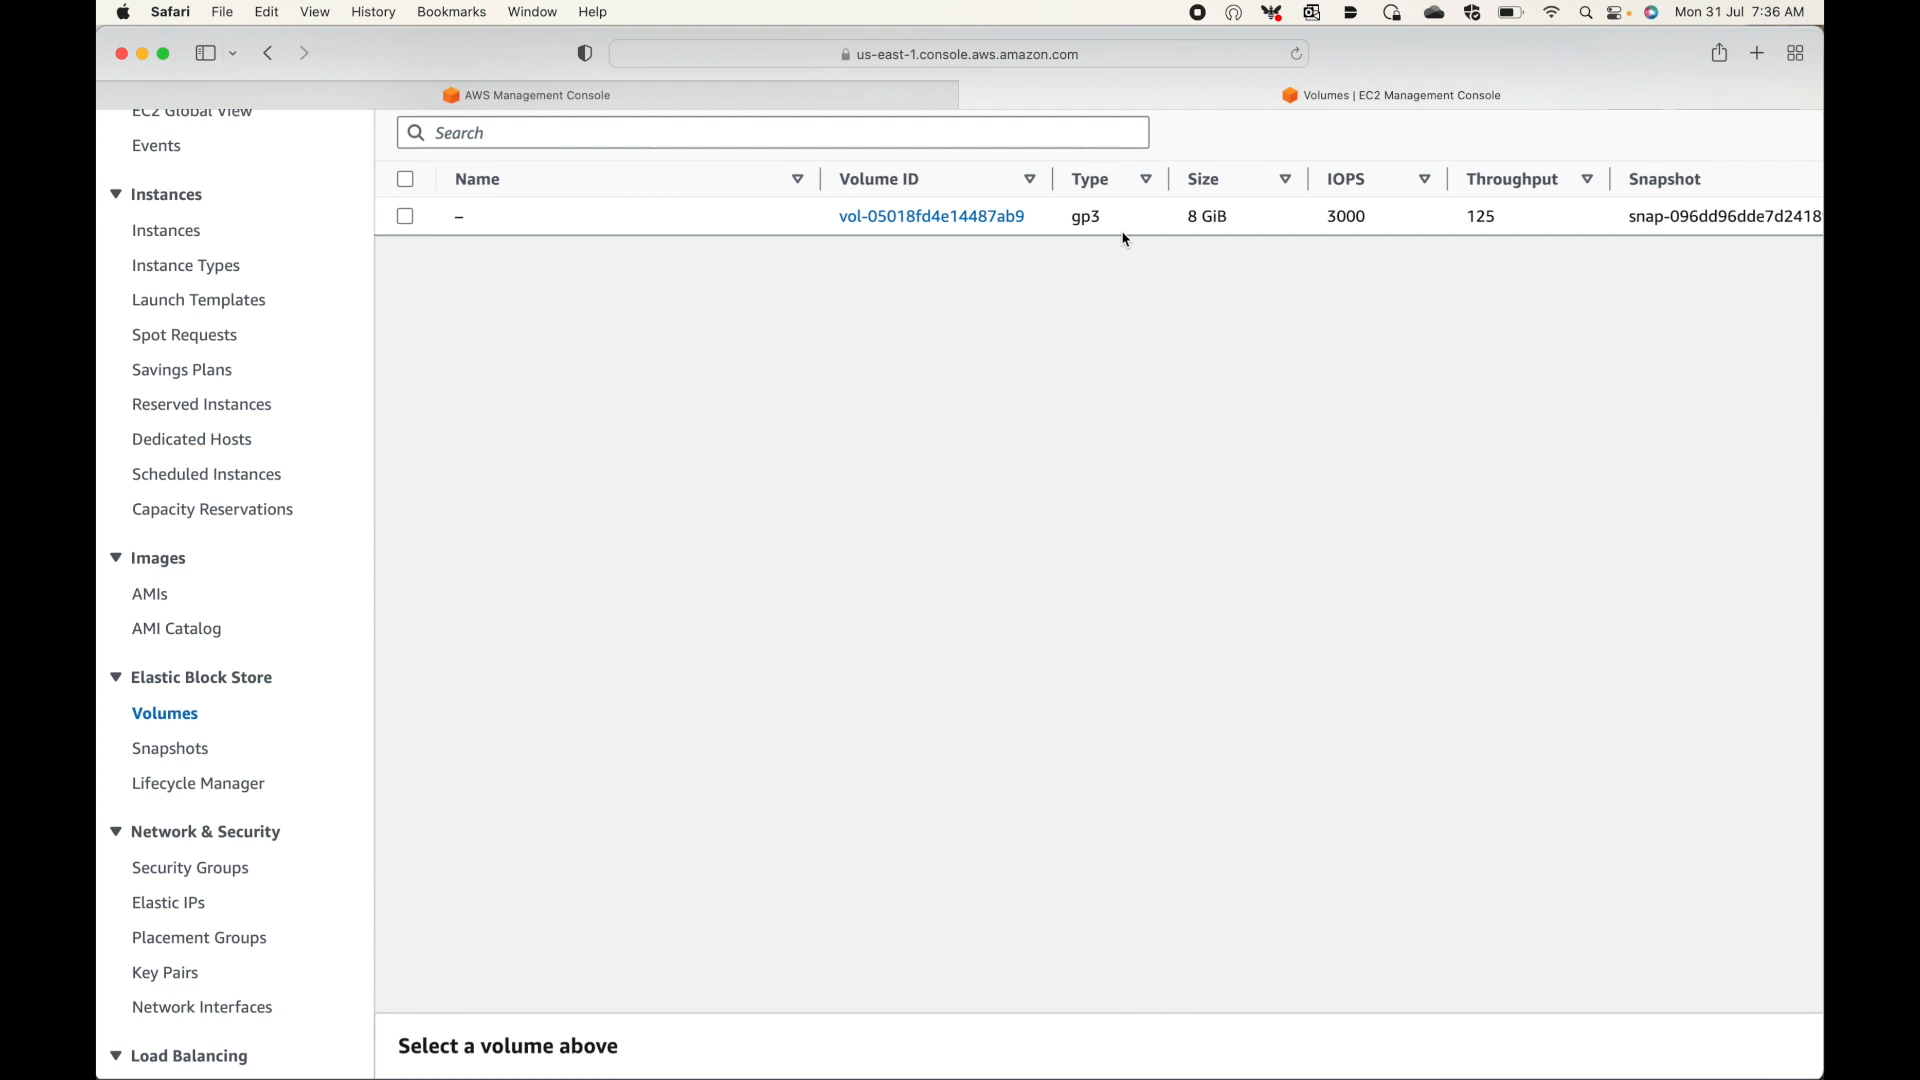 Safari File Edit View History Bookmarks Window Help Mon 31 Jul 7:36 AM
us-east-1.console.aws.amazon.com
AWS Management Console
Volumes | EC2 Management Console
EC2 Global View
Events
Instances
Instances
Instance Types
Launch Templates
Spot Requests
Savings Plans
Reserved Instances
Dedicated Hosts
Scheduled Instances
Capacity Reservations
Images
AMIs
AMI Catalog
Elastic Block Store
Volumes
Snapshots
Lifecycle Manager
Network & Security
Security Groups
Elastic IPs
Placement Groups
Key Pairs
Network Interfaces
Load Balancing
Search
Name Volume ID Type Size IOPS Throughput Snapshot
– vol-05018fd4e14487ab9 gp3 8 GiB 3000 125 snap-096dd96dde7d2418
Select a volume above